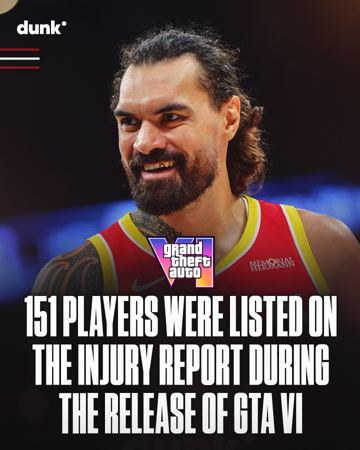 dunk
VI
grand
theft
auto
MEMORIAL
HERMANN
151 PLAYERS WERE LISTED ON
THE INJURY REPORT DURING
THE RELEASE OF GTA VI
dunk